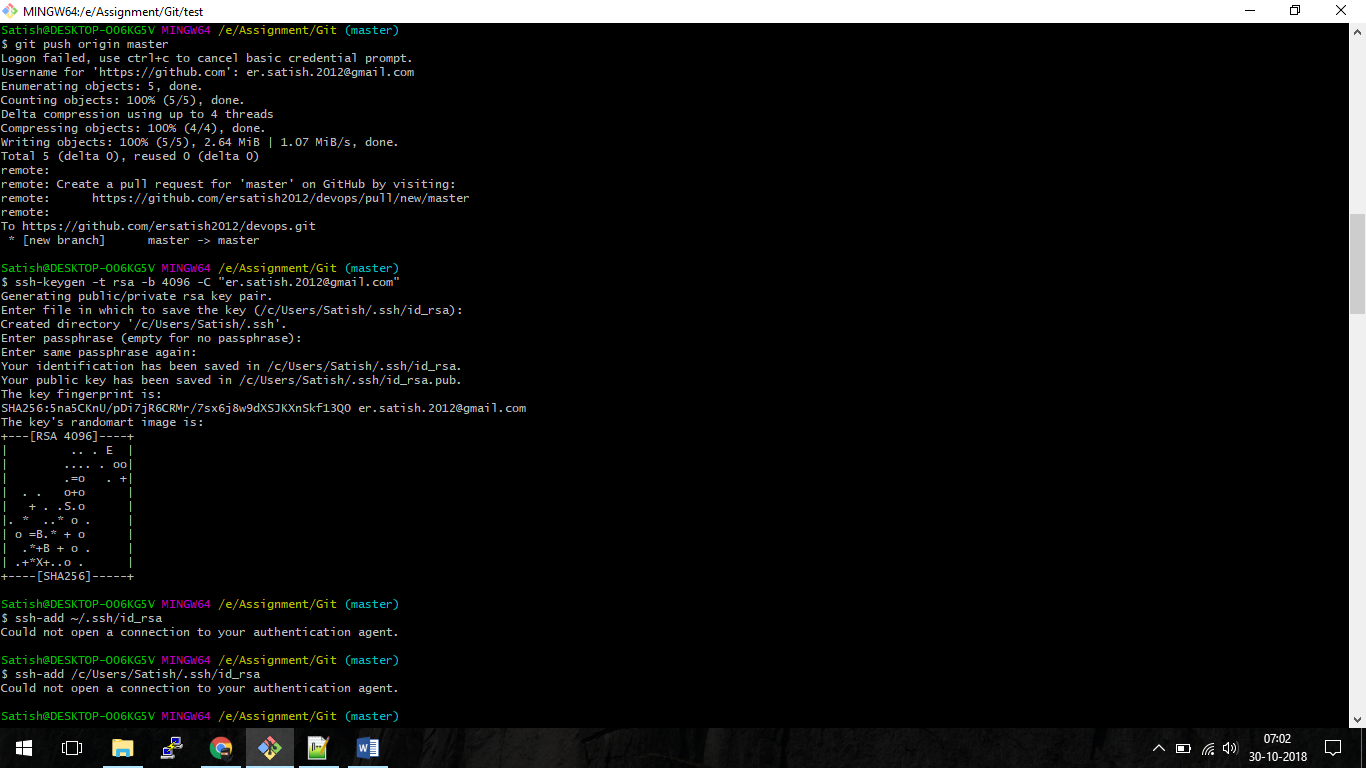 MINGW64:/e/Assignment/Git/test
Satish@DESKTOP-OO6KG5V MINGW64 /e/Assignment/Git (master)
$ git push origin master
Logon failed, use ctrl+c to cancel basic credential prompt.
Username for 'https://github.com': er.satish.2012@gmail.com
Enumerating objects: 5, done.
Counting objects: 100% (5/5), done.
Delta compression using up to 4 threads
Compressing objects: 100% (4/4), done.
Writing objects: 100% (5/5), 2.64 MiB | 1.07 MiB/s, done.
Total 5 (delta 0), reused 0 (delta 0)
remote:
remote: Create a pull request for 'master' on GitHub by visiting:
remote:      https://github.com/ersatish2012/devops/pull/new/master
remote:
To https://github.com/ersatish2012/devops.git
 * [new branch]      master -> master
Satish@DESKTOP-OO6KG5V MINGW64 /e/Assignment/Git (master)
$ ssh-keygen -t rsa -b 4096 -C "er.satish.2012@gmail.com"
Generating public/private rsa key pair.
Enter file in which to save the key (/c/Users/Satish/.ssh/id_rsa):
Created directory '/c/Users/Satish/.ssh'.
Enter passphrase (empty for no passphrase):
Enter same passphrase again:
Your identification has been saved in /c/Users/Satish/.ssh/id_rsa.
Your public key has been saved in /c/Users/Satish/.ssh/id_rsa.pub.
The key fingerprint is:
SHA256:5na5CKnU/pDi7jR6CRMr/7sx6j8w9dXSJKXnSkf13QO er.satish.2012@gmail.com
The key's randomart image is:
+---[RSA 4096]----+
|         .. . E  |
|        .... . oo|
|        .=o   . +|
|  . .   o+o      |
|   + . .S.o      |
|. *  ..* o .     |
| o =B.* + o      |
|  .*+B + o .     |
| .+*X+..o .      |
+----[SHA256]-----+
Satish@DESKTOP-OO6KG5V MINGW64 /e/Assignment/Git (master)
$ ssh-add ~/.ssh/id_rsa
Could not open a connection to your authentication agent.
Satish@DESKTOP-OO6KG5V MINGW64 /e/Assignment/Git (master)
$ ssh-add /c/Users/Satish/.ssh/id_rsa
Could not open a connection to your authentication agent.
Satish@DESKTOP-OO6KG5V MINGW64 /e/Assignment/Git (master)
07:02
30-10-2018